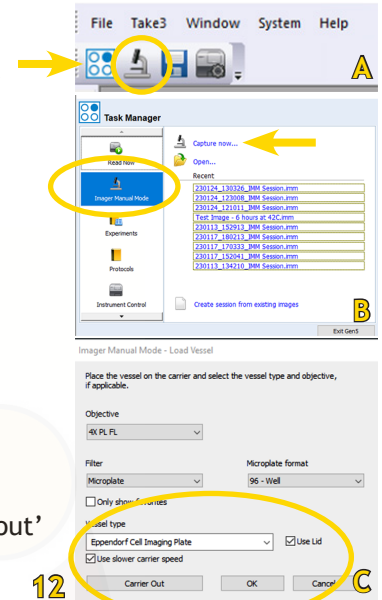 File Take3 Window System Help
A
Task Manager
Read Now
Imager Manual Mode
Experiments
Protocols
Instrument Control
Capture now...
Open...
Recent
230124_130326_IMM Session.imm
230124_123008_IMM Session.imm
230124_121011_IMM Session.imm
Test Image - 6 hours at 42C.imm
230113_152913_IMM Session.imm
230117_180213_IMM Session.imm
230117_170333_IMM Session.imm
230117_152041_IMM Session.imm
230113_134210_IMM Session.imm
Create session from existing images
B
Exit Gen5
Imager Manual Mode - Load Vessel
Place the vessel on the carrier and select the vessel type and objective,
if applicable.
Objective
4X PL FL
Filter Microplate format
Microplate 96 - Well
Only show favorites
Vessel type
Eppendorf Cell Imaging Plate Use Lid
Use slower carrier speed
Carrier Out OK Cancel
C
out’
12